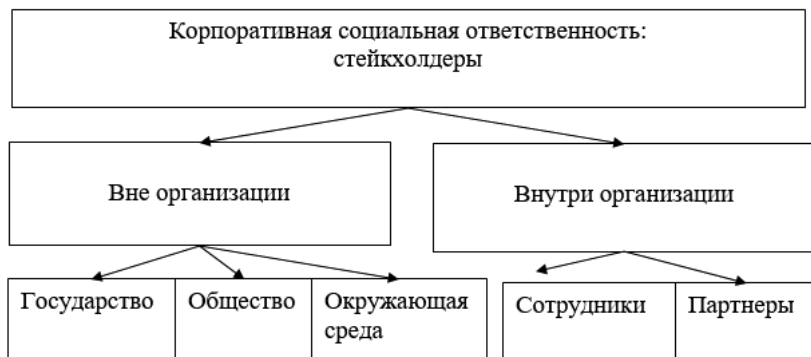 Корпоративная социальная ответственность:
стейкхолдеры
Вне организации
Внутри организации
Государство
Общество
Окружающая
среда
Сотрудники
Партнеры